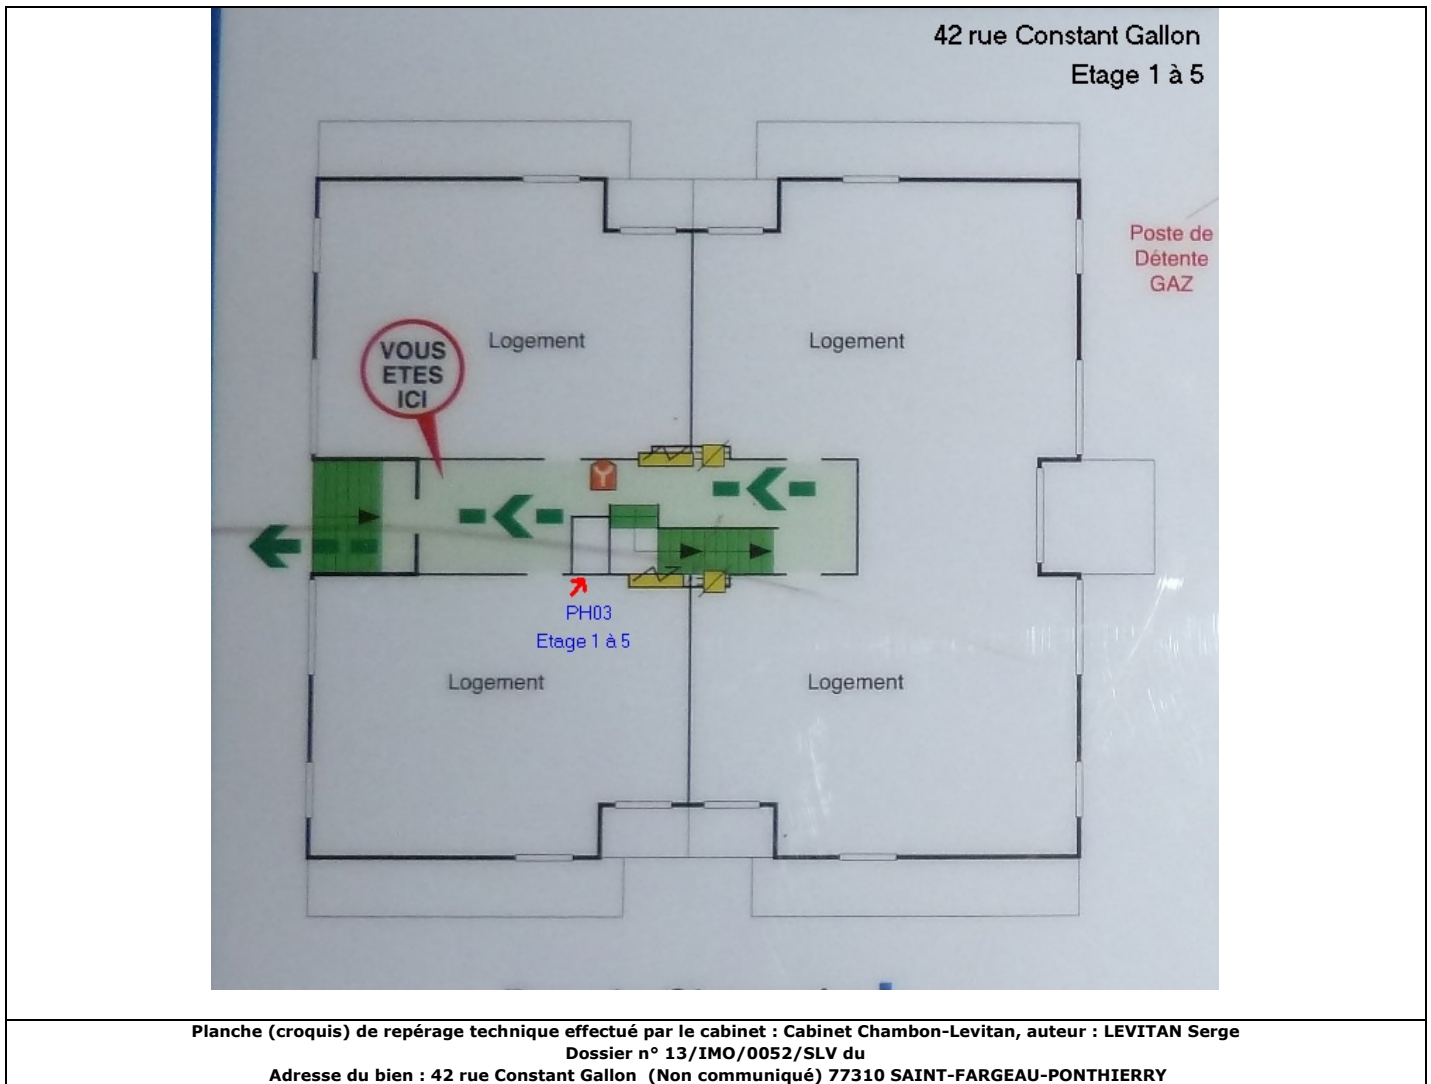 42 rue Constant Gallon
Etage 1 à 5
Poste de
Détente
GAZ
Logement
Logement
VOUS
ETES
ICI
PH03
Etage 1 à 5
Logement
Logement
Planche (croquis) de repérage technique effectué par le cabinet : Cabinet Chambon-Levitan, auteur : LEVITAN Serge
Dossier n° 13/IMO/0052/SLV du
Adresse du bien : 42 rue Constant Gallon (Non communiqué) 77310 SAINT-FARGEAU-PONTHIERRY